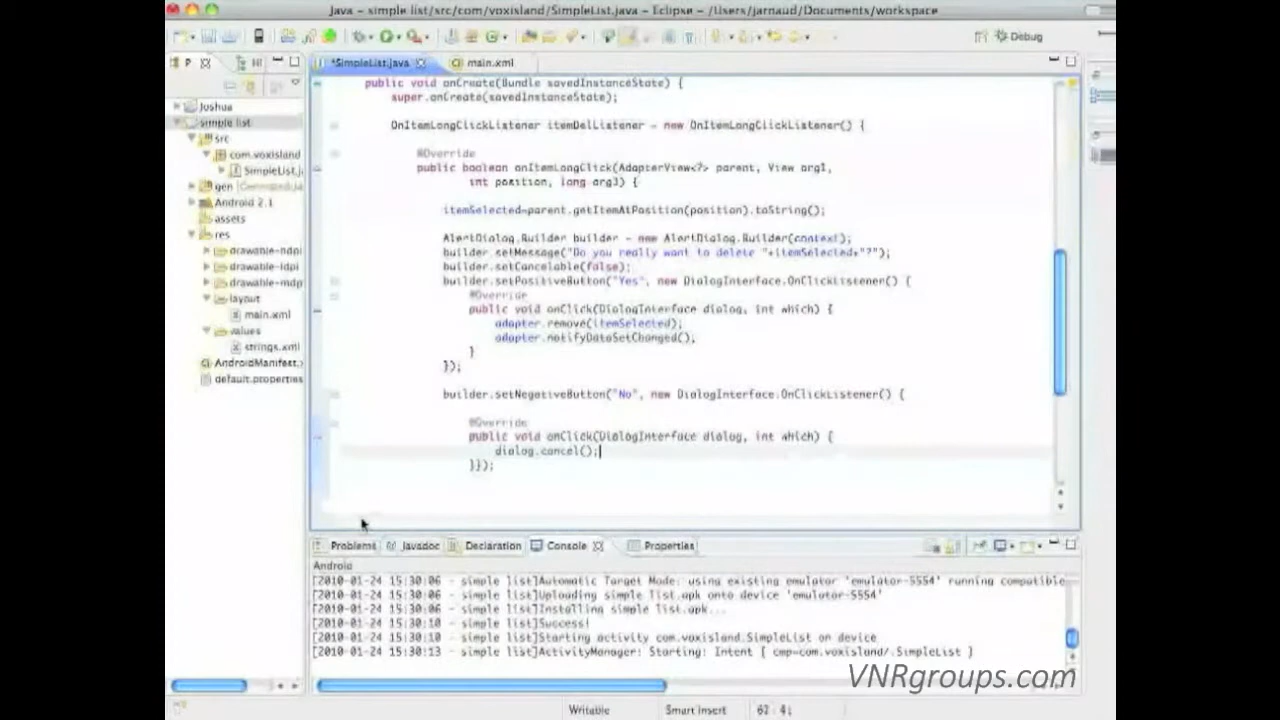 Java - simple list/src/com/voxisland/SimpleList.java - Eclipse - /Users/jarnaud/Documents/workspace
Debug
*SimpleList.java
main.xml
Joshua
simple list
src
com.voxisland
SimpleList.j
gen
Android 2.1
assets
res
drawable-hdpi
drawable-ldpi
drawable-mdp
layout
main.xml
values
strings.xml
AndroidManifest.
default.properties
public void onCreate(Bundle savedInstanceState) {
super.onCreate(savedInstanceState);
OnItemLongClickListener itemDelListener = new OnItemLongClickListener() {
@Override
public boolean onItemLongClick(AdapterView<?> parent, View arg1,
int position, long arg3) {
itemSelected=parent.getItemAtPosition(position).toString();
AlertDialog.Builder builder = new AlertDialog.Builder(context);
builder.setMessage("Do you really want to delete "+itemSelected+"?");
builder.setCancelable(false);
builder.setPositiveButton("Yes", new DialogInterface.OnClickListener() {
@Override
public void onClick(DialogInterface dialog, int which) {
adapter.remove(itemSelected);
adapter.notifyDataSetChanged();
}
});
builder.setNegativeButton("No", new DialogInterface.OnClickListener() {
@Override
public void onClick(DialogInterface dialog, int which) {
dialog.cancel();
}});
Problems
Javadoc
Declaration
Console
Properties
Android
[2010-01-24 15:30:06 - simple list]Automatic Target Mode: using existing emulator 'emulator-5554' running compatible
[2010-01-24 15:30:06 - simple list]Uploading simple list.apk onto device 'emulator-5554'
[2010-01-24 15:30:06 - simple list]Installing simple list.apk...
[2010-01-24 15:30:10 - simple list]Success!
[2010-01-24 15:30:10 - simple list]Starting activity com.voxisland.SimpleList on device
[2010-01-24 15:30:13 - simple list]ActivityManager: Starting: Intent { cmp=com.voxisland/.SimpleList }
VNRgroups.com
Writable
Smart Insert